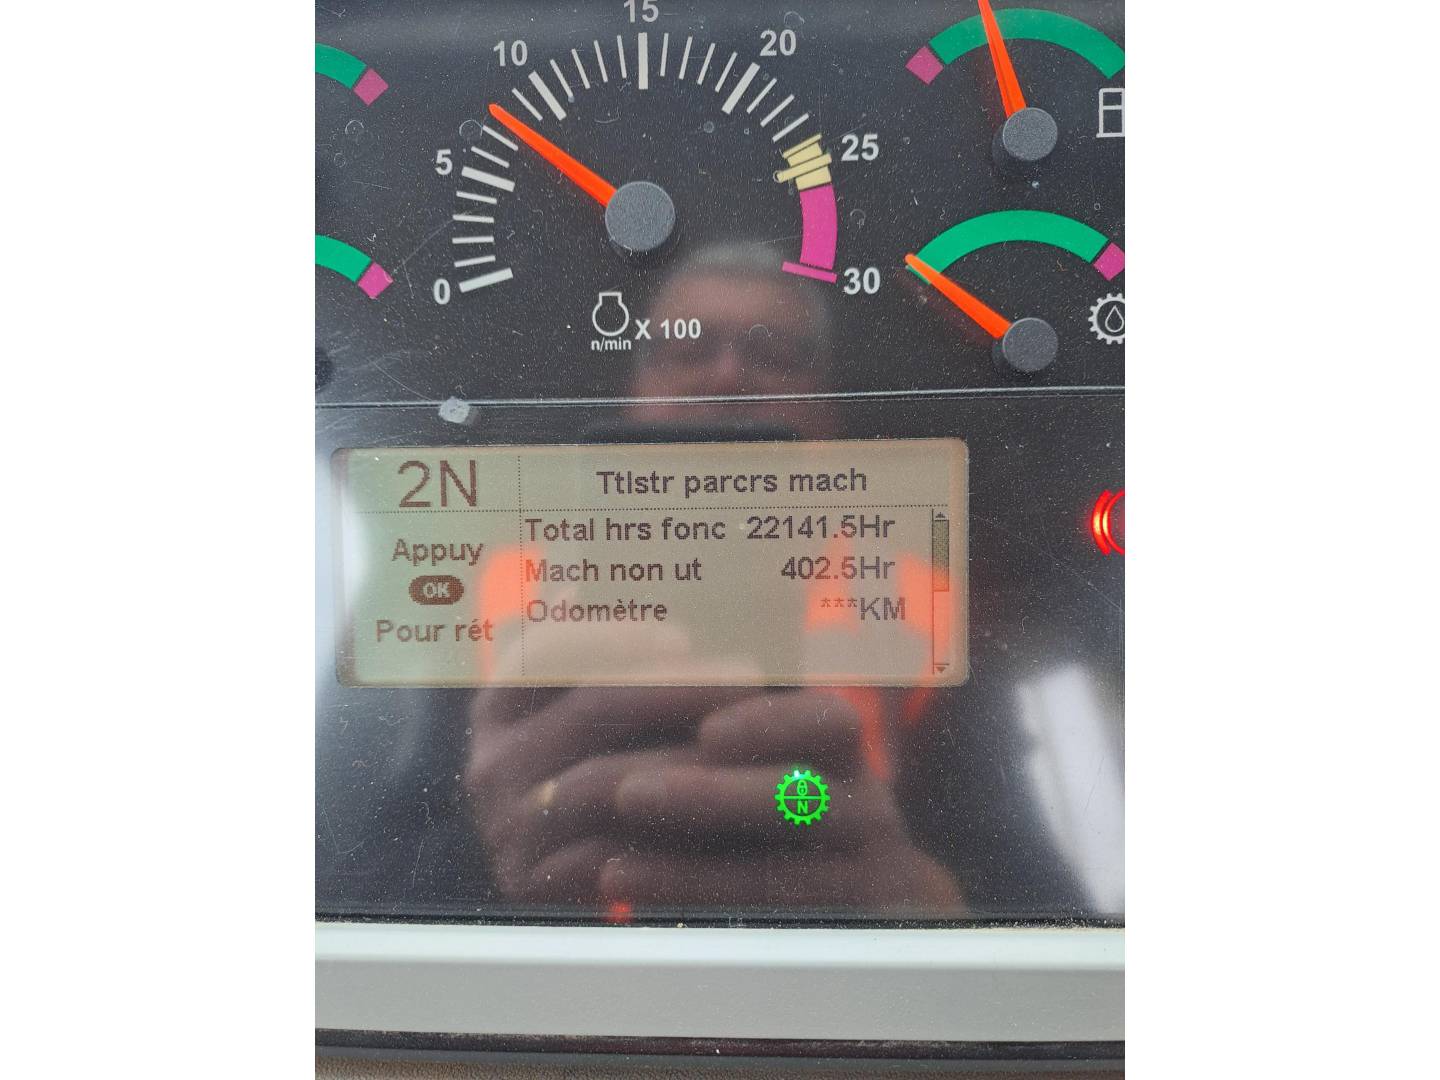 15
10
20
5
25
0
30
X 100
n/min
2N
Ttlstr parcrs mach
Total hrs fonc 22141.5Hr
Appuy
Mach non ut 402.5Hr
OK
Odomètre ***KM
Pour rét
N